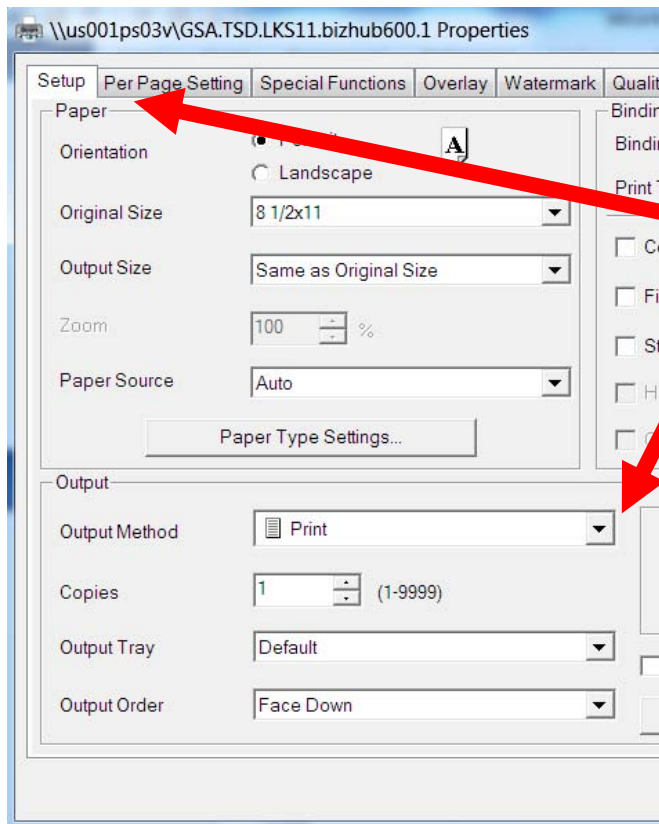 \\us001ps03v\GSA.TSD.LKS11.bizhub600.1 Properties
Setup Per Page Setting Special Functions Overlay Watermark
Paper
Orientation
A
Landscape
Original Size 8 1/2x11
Output Size Same as Original Size
Zoom 100 %
Paper Source Auto
Paper Type Settings...
Print
Output
Output Method Print
Copies 1 (1-9999)
Output Tray Default
Output Order Face Down